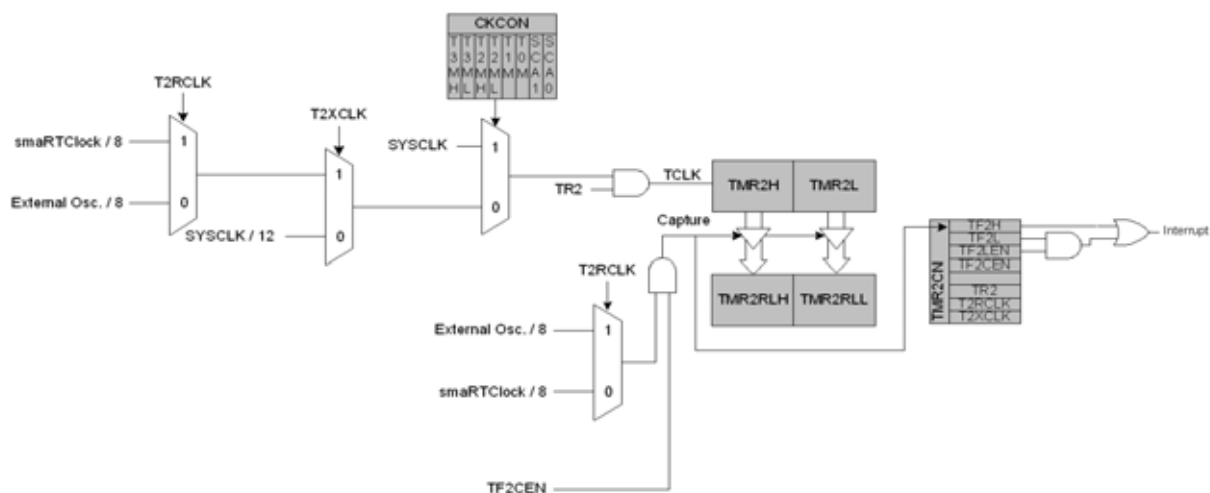 CKCON
T3MH
T3ML
T2MH
T2ML
T1M
T0M
SCA1
SCA0
T2RCLK
T2XCLK
smaRTClock / 8
1
SYSCLK
1
External Osc. / 8
0
1
SYSCLK / 12
0
0
TR2
TCLK
TMR2H
TMR2L
Capture
TMR2RLH
TMR2RLL
T2RCLK
External Osc. / 8
1
smaRTClock / 8
0
TF2CEN
TMR2CN
TF2H
TF2L
TF2LEN
TF2CEN
TR2
T2RCLK
T2XCLK
Interrupt